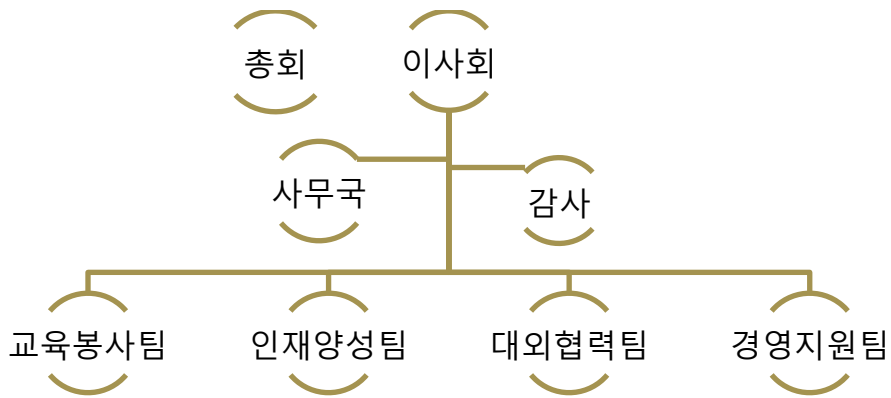 총회
이사회
사무국
감사
교육봉사팀
인재양성팀
대외협력팀
경영지원팀